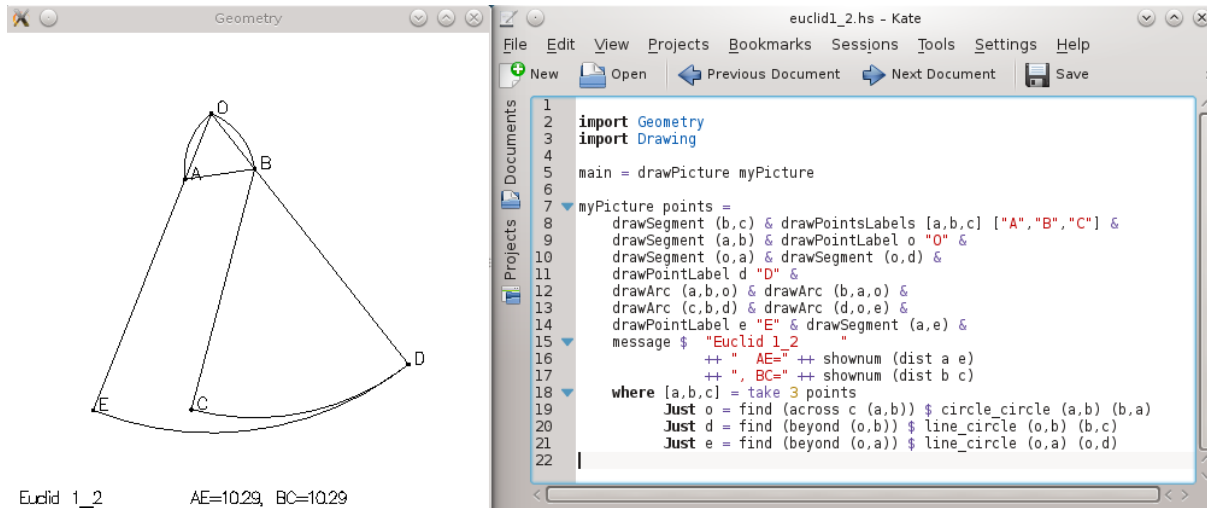 Geometry
O
B
A
D
E
C
Euclid 1_2 AE=10.29, BC=10.29
euclid1_2.hs - Kate
File Edit View Projects Bookmarks Sessions Tools Settings Help
New Open Previous Document Next Document Save
Documents
Projects
1
2 import Geometry
3 import Drawing
4
5 main = drawPicture myPicture
6
7 myPicture points =
8 drawSegment (b,c) & drawPointsLabels [a,b,c] ["A","B","C"] &
9 drawSegment (a,b) & drawPointLabel o "O" &
10 drawSegment (o,a) & drawSegment (o,d) &
11 drawPointLabel d "D" &
12 drawArc (a,b,o) & drawArc (b,a,o) &
13 drawArc (c,b,d) & drawArc (d,o,e) &
14 drawPointLabel e "E" & drawSegment (a,e) &
15 message $ "Euclid 1_2 "
16 ++ " AE=" ++ shownum (dist a e)
17 ++ ", BC=" ++ shownum (dist b c)
18 where [a,b,c] = take 3 points
19 Just o = find (across c (a,b)) $ circle_circle (a,b) (b,a)
20 Just d = find (beyond (o,b)) $ line_circle (o,b) (b,c)
21 Just e = find (beyond (o,a)) $ line_circle (o,a) (o,d)
22